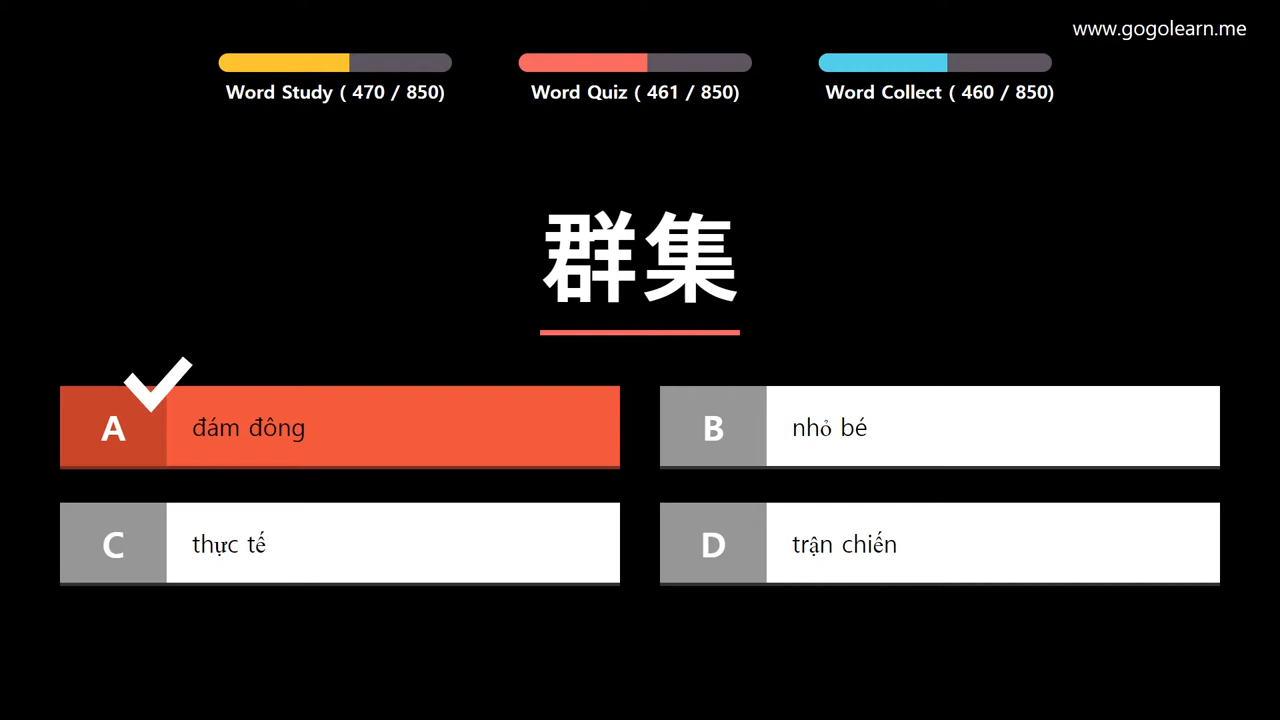 www.gogolearn.me
Word Study ( 470 / 850)
Word Quiz ( 461 / 850)
Word Collect ( 460 / 850)
群集
A đám đông
B nhỏ bé
C thực tế
D trận chiến